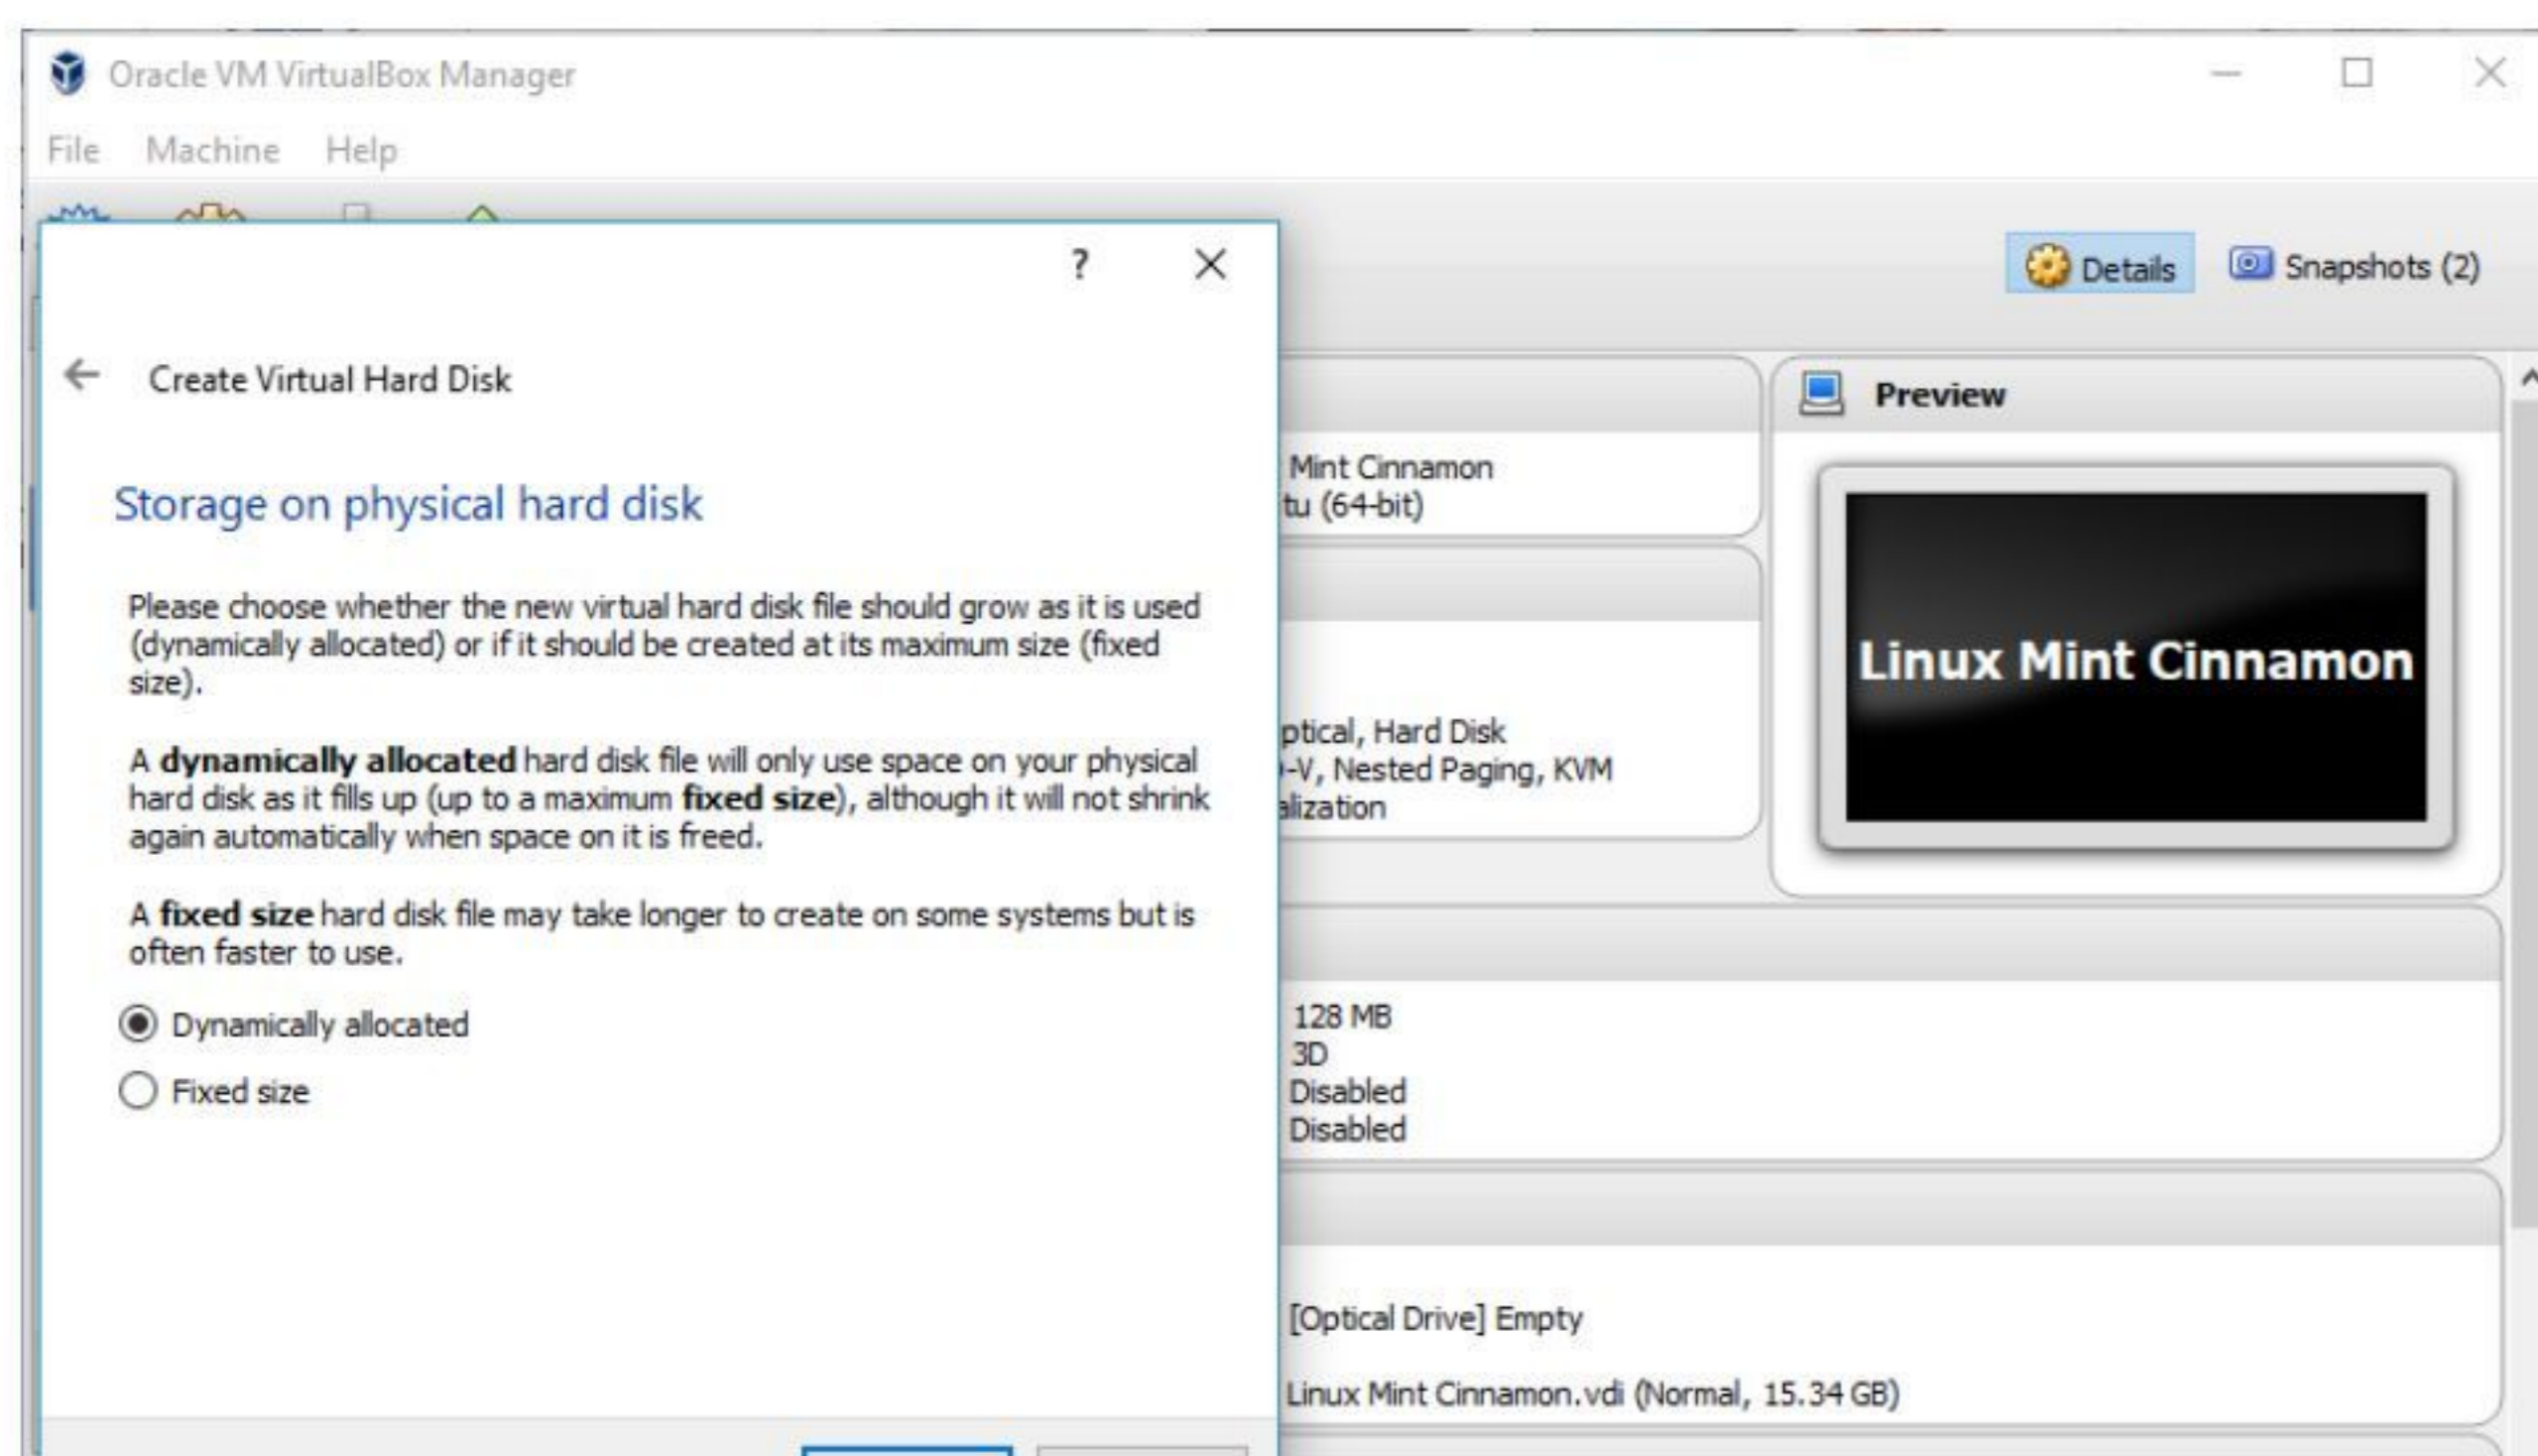 Oracle VM VirtualBox Manager
File Machine Help
Details Snapshots (2)
?
Create Virtual Hard Disk
Storage on physical hard disk
Please choose whether the new virtual hard disk file should grow as it is used
(dynamically allocated) or if it should be created at its maximum size (fixed
size).
A dynamically allocated hard disk file will only use space on your physical
hard disk as it fills up (up to a maximum fixed size), although it will not shrink
again automatically when space on it is freed.
A fixed size hard disk file may take longer to create on some systems but is
often faster to use.
Dynamically allocated
Fixed size
Mint Cinnamon
tu (64-bit)
ptical, Hard Disk
-V, Nested Paging, KVM
alization
Preview
Linux Mint Cinnamon
128 MB
3D
Disabled
Disabled
[Optical Drive] Empty
Linux Mint Cinnamon.vdi (Normal, 15.34 GB)